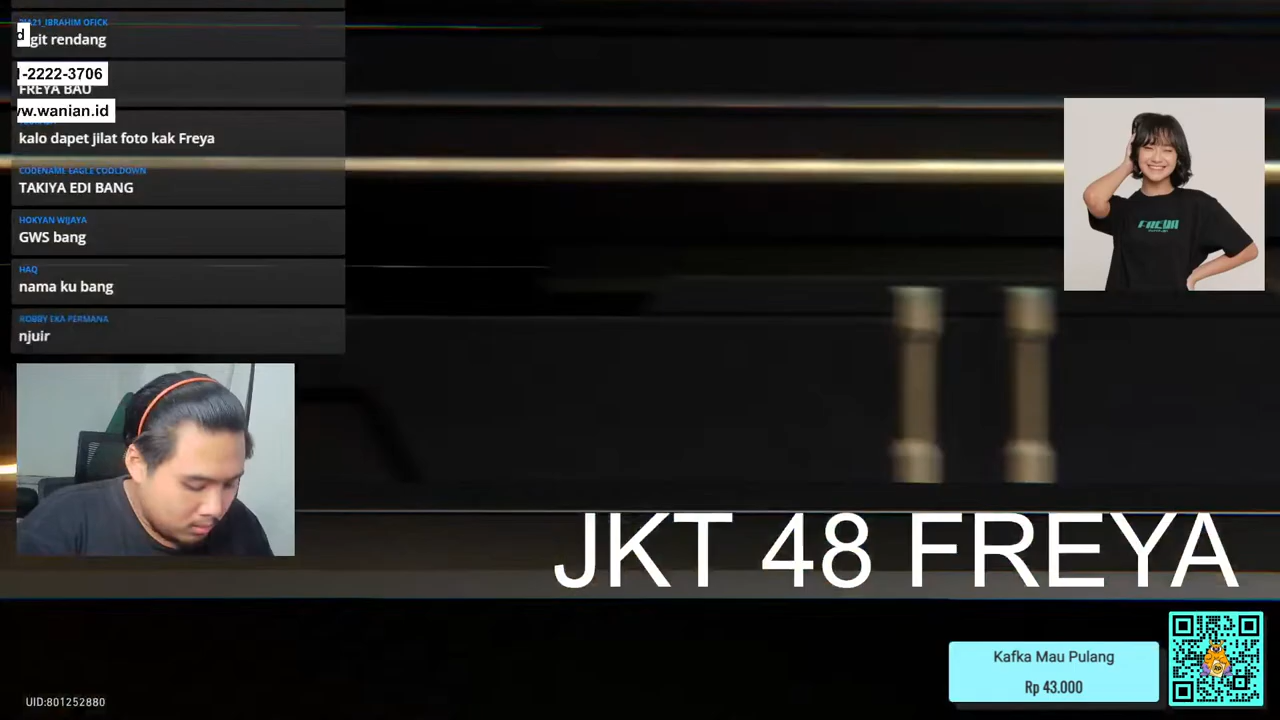 21A21_IBRAHIM OFICK
git rendang
-2222-3706
FREYA BAU
w.wanian.id
kalo dapet jilat foto kak Freya
CODENAME EAGLE COOLDOWN
TAKIYA EDI BANG
HOKYAN WIJAYA
GWS bang
HAQ
nama ku bang
ROBBY EKA PERMANA
njuir
JKT 48 FREYA
Kafka Mau Pulang
Rp 43.000
UID:801252880